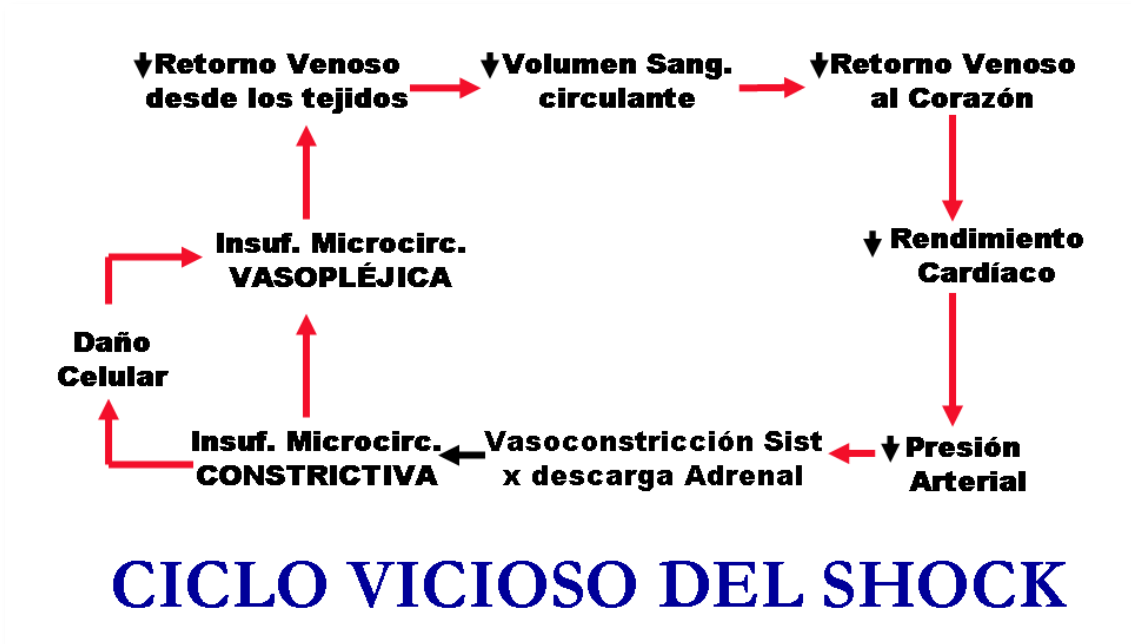 Retorno Venoso
desde los tejidos
Volumen Sang.
circulante
Retorno Venoso
al Corazón
Rendimiento
Cardíaco
Presión
Arterial
Vasoconstricción Sist
x descarga Adrenal
Insuf. Microcirc.
CONSTRICTIVA
Daño
Celular
Insuf. Microcirc.
VASOPLÉJICA
CICLO VICIOSO DEL SHOCK